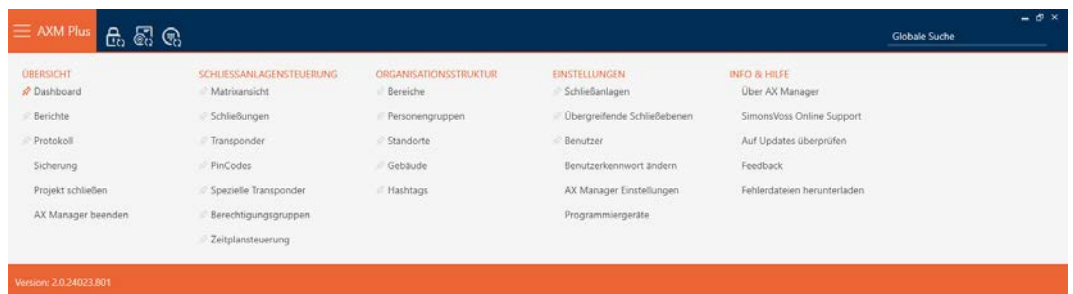 AXM Plus
Globale Suche
ÜBERSICHT
Dashboard
Berichte
Protokoll
Sicherung
Projekt schließen
AX Manager beenden
SCHLIESSANLAGENSTEUERUNG
Matrixansicht
Schließungen
Transponder
PinCodes
Spezielle Transponder
Berechtigungsgruppen
Zeitplansteuerung
ORGANISATIONSSTRUKTUR
Bereiche
Personengruppen
Standorte
Gebäude
Hashtags
EINSTELLUNGEN
Schließanlagen
Übergreifende Schließebenen
Benutzer
Benutzerkennwort ändern
AX Manager Einstellungen
Programmiergeräte
INFO & HILFE
Über AX Manager
SimonsVoss Online Support
Auf Updates überprüfen
Feedback
Fehlerdateien herunterladen
Version: 2.0.24023.801